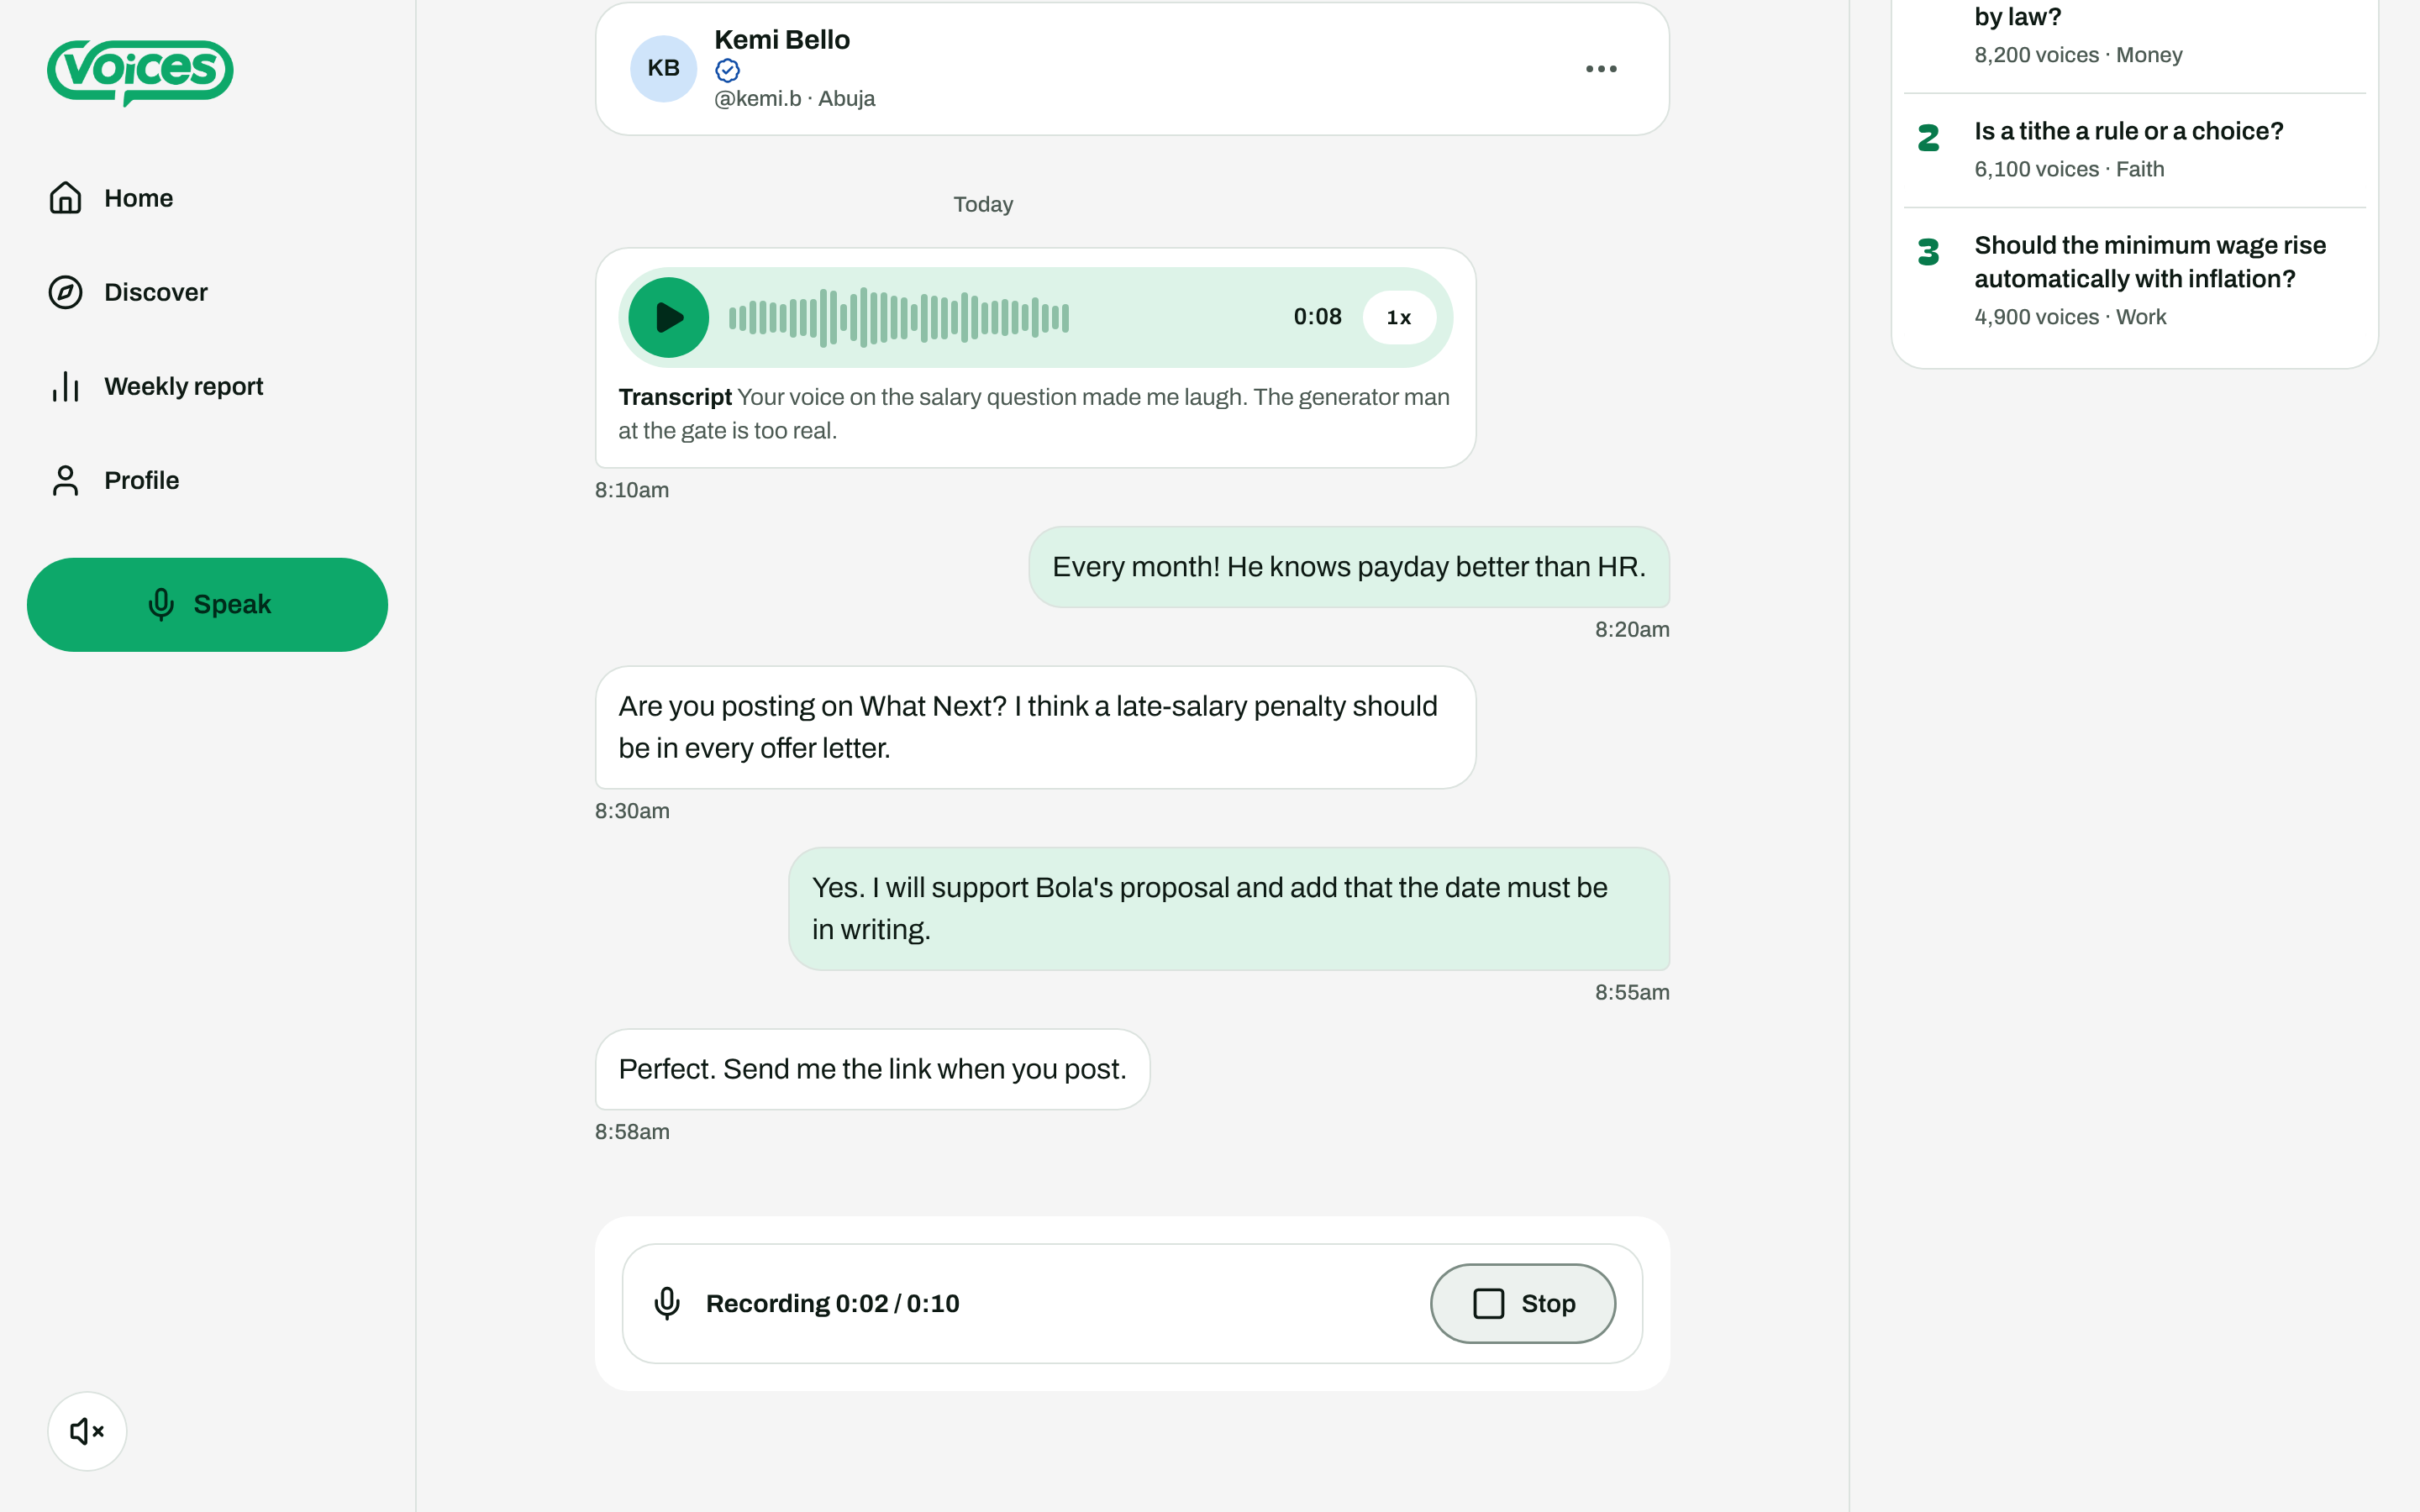 voices
Home
Discover
Weekly report
Profile
Speak
KB
Kemi Bello
@kemi.b · Abuja
Today
0:08
1x
Transcript Your voice on the salary question made me laugh. The generator man
at the gate is too real.
8:10am
Every month! He knows payday better than HR.
8:20am
Are you posting on What Next? I think a late-salary penalty should
be in every offer letter.
8:30am
Yes. I will support Bola's proposal and add that the date must be
in writing.
8:55am
Perfect. Send me the link when you post.
8:58am
Recording 0:02 / 0:10
Stop
by law?
8,200 voices · Money
2
Is a tithe a rule or a choice?
6,100 voices · Faith
3
Should the minimum wage rise
automatically with inflation?
4,900 voices · Work